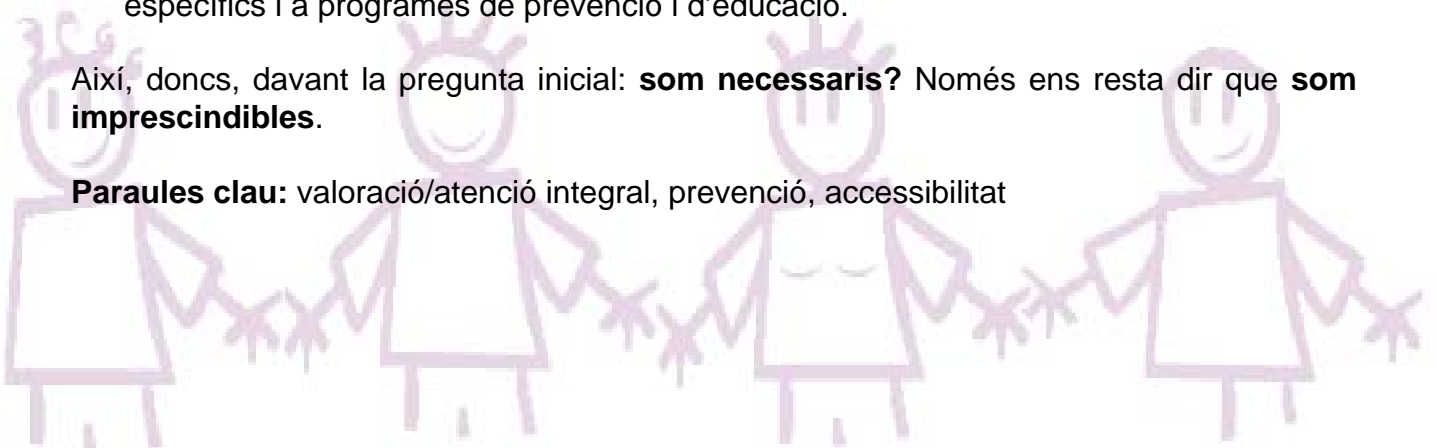 específics i a programes de prevenció i d'educació.
Així, doncs, davant la pregunta inicial: som necessaris? Només ens resta dir que som
imprescindibles.
Paraules clau: valoració/atenció integral, prevenció, accessibilitat